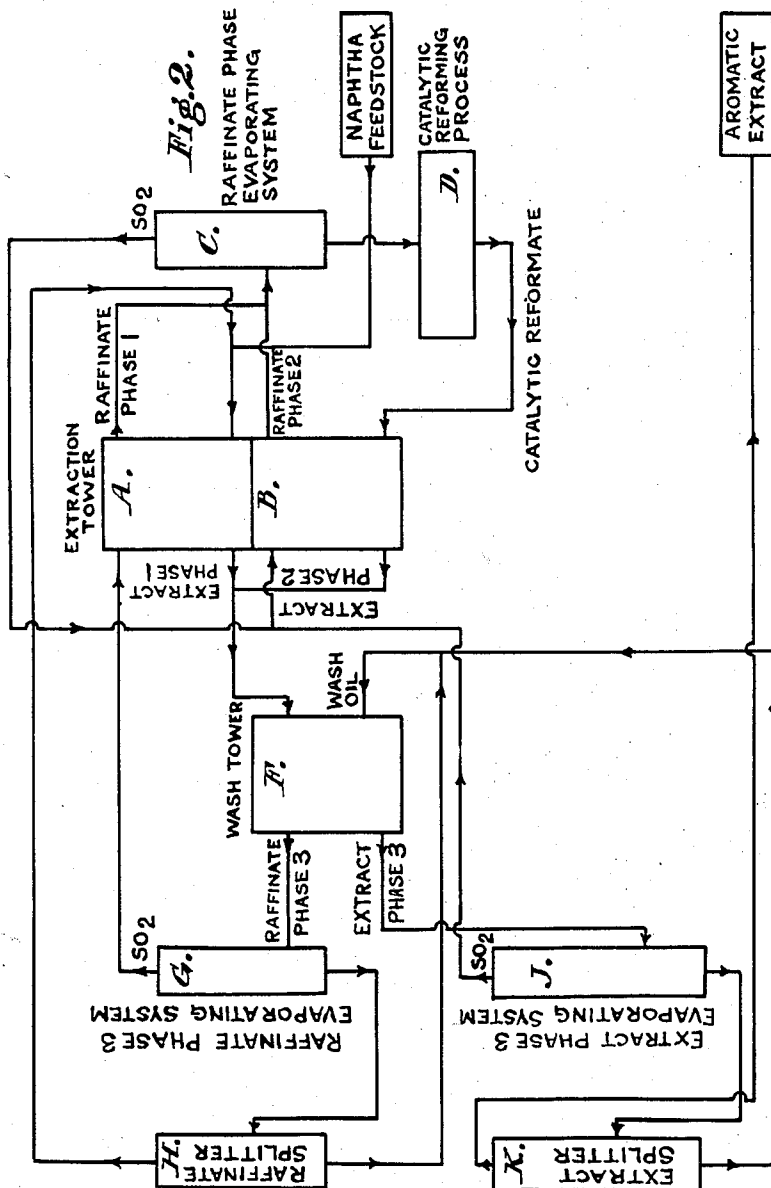 Fig.2.
SO2
RAFFINATE PHASE
EVAPORATING
SYSTEM
C.
NAPHTHA
FEEDSTOCK
CATALYTIC
REFORMING
PROCESS
D.
CATALYTIC REFORMATE
AROMATIC
EXTRACT
EXTRACTION
TOWER
RAFFINATE
PHASE 1
A.
RAFFINATE
PHASE 2
B.
EXTRACT
PHASE 1
EXTRACT
PHASE 2
WASH TOWER
WASH
OIL
F.
RAFFINATE
PHASE 3
EXTRACT
PHASE 3
SO2
G.
RAFFINATE PHASE 3
EVAPORATING SYSTEM
SO2
J.
EXTRACT PHASE 3
EVAPORATING SYSTEM
H.
RAFFINATE
SPLITTER
K.
EXTRACT
SPLITTER